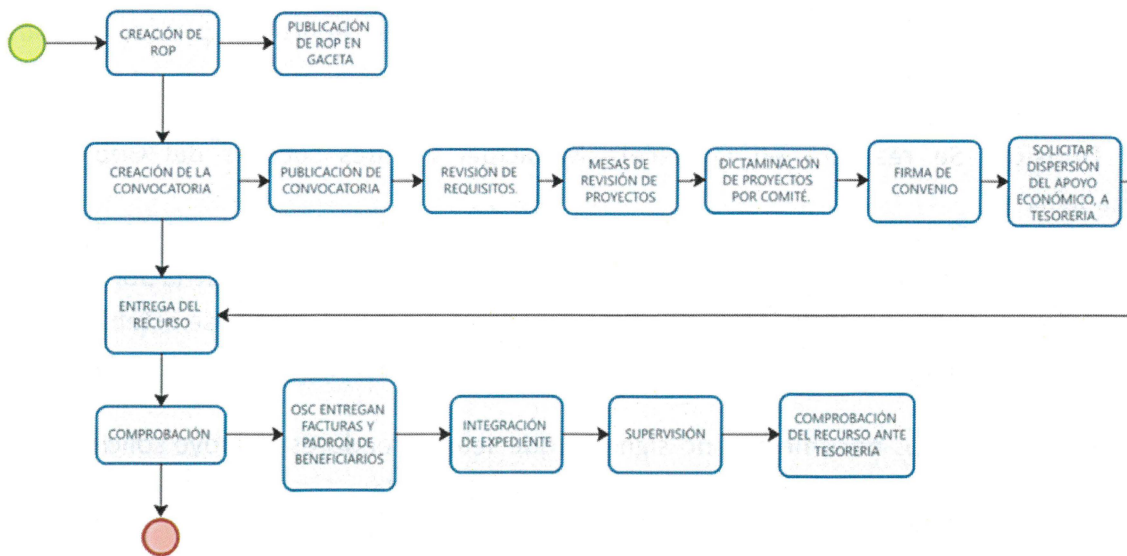 CREACIÓN DE
ROP
PUBLICACIÓN
DE ROP EN
GACETA
CREACIÓN DE LA
CONVOCATORIA
PUBLICACIÓN DE
CONVOCATORIA
REVISIÓN DE
REQUISITOS.
MESAS DE
REVISIÓN DE
PROYECTOS
DICTAMINACIÓN
DE PROYECTOS
POR COMITÉ.
FIRMA DE
CONVENIO
SOLICITAR
DISPERSIÓN
DEL APOYO
ECONÓMICO, A
TESORERIA.
ENTREGA DEL
RECURSO
COMPROBACIÓN
OSC ENTREGAN
FACTURAS Y
PADRON DE
BENEFICIARIOS
INTEGRACIÓN
DE EXPEDIENTE
SUPERVISIÓN
COMPROBACIÓN
DEL RECURSO ANTE
TESORERIA